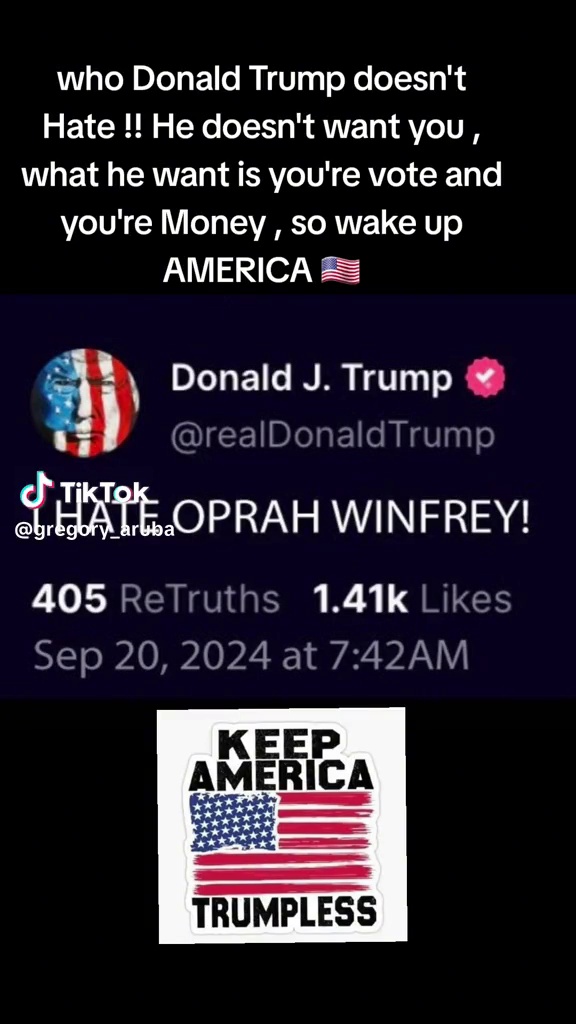 who Donald Trump doesn't
Hate !! He doesn't want you ,
what he want is you're vote and
you're Money , so wake up
AMERICA 🇺🇸
Donald J. Trump
@realDonaldTrump
TikTok
@gregory_aruba
I HATE OPRAH WINFREY!
405 ReTruths 1.41k Likes
Sep 20, 2024 at 7:42AM
KEEP
AMERICA
TRUMPLESS